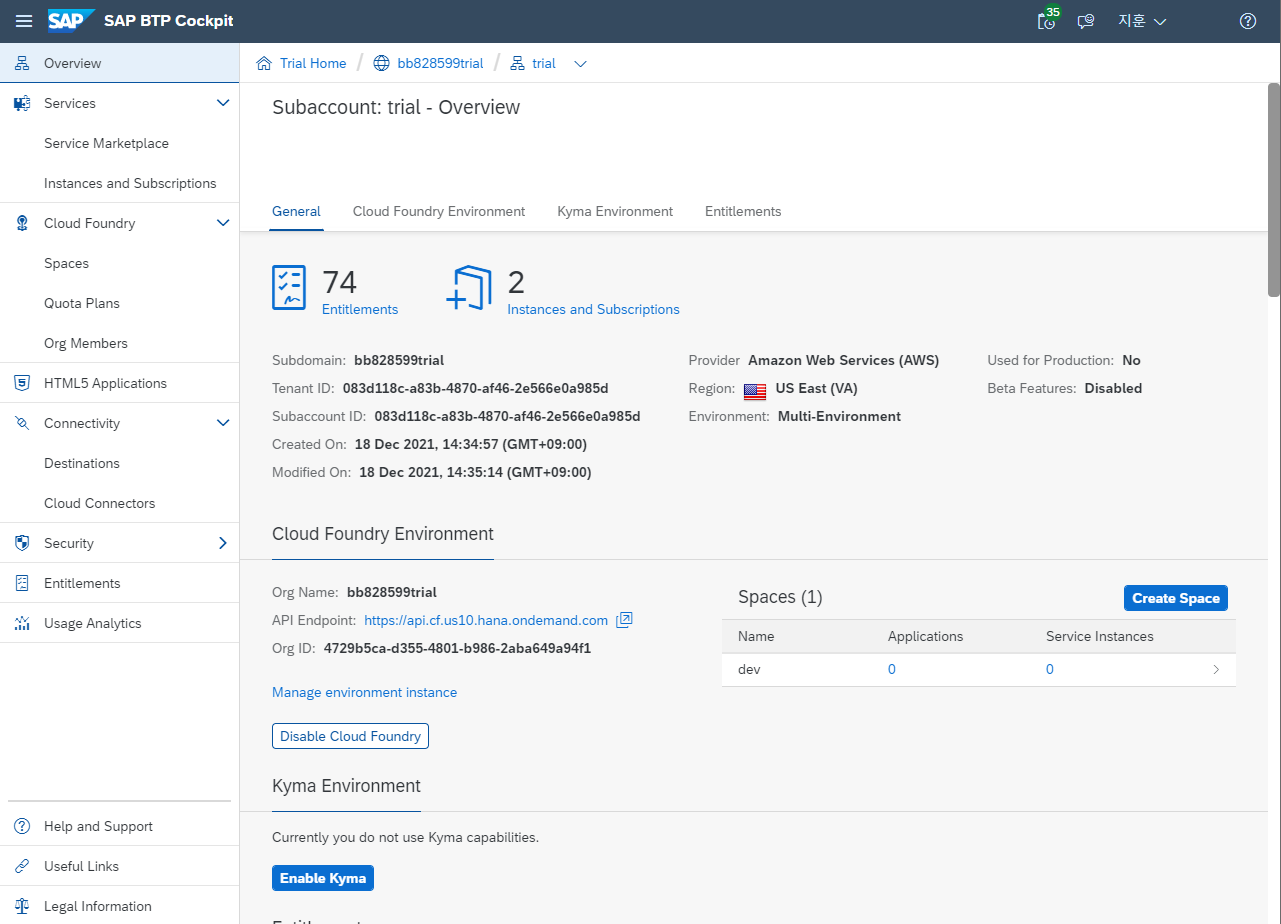 SAP SAP BTP Cockpit 35 지훈
Overview
Services
Service Marketplace
Instances and Subscriptions
Cloud Foundry
Spaces
Quota Plans
Org Members
HTML5 Applications
Connectivity
Destinations
Cloud Connectors
Security
Entitlements
Usage Analytics
Help and Support
Useful Links
Legal Information
Trial Home / bb828599trial / trial
Subaccount: trial - Overview
General Cloud Foundry Environment Kyma Environment Entitlements
74 2
Entitlements Instances and Subscriptions
Subdomain: bb828599trial Provider Amazon Web Services (AWS) Used for Production: No
Tenant ID: 083d118c-a83b-4870-af46-2e566e0a985d Region: US East (VA) Beta Features: Disabled
Subaccount ID: 083d118c-a83b-4870-af46-2e566e0a985d Environment: Multi-Environment
Created On: 18 Dec 2021, 14:34:57 (GMT+09:00)
Modified On: 18 Dec 2021, 14:35:14 (GMT+09:00)
Cloud Foundry Environment
Org Name: bb828599trial
API Endpoint: https://api.cf.us10.hana.ondemand.com
Org ID: 4729b5ca-d355-4801-b986-2aba649a94f1
Manage environment instance
Disable Cloud Foundry
Spaces (1) Create Space
Name Applications Service Instances
dev 0 0
Kyma Environment
Currently you do not use Kyma capabilities.
Enable Kyma